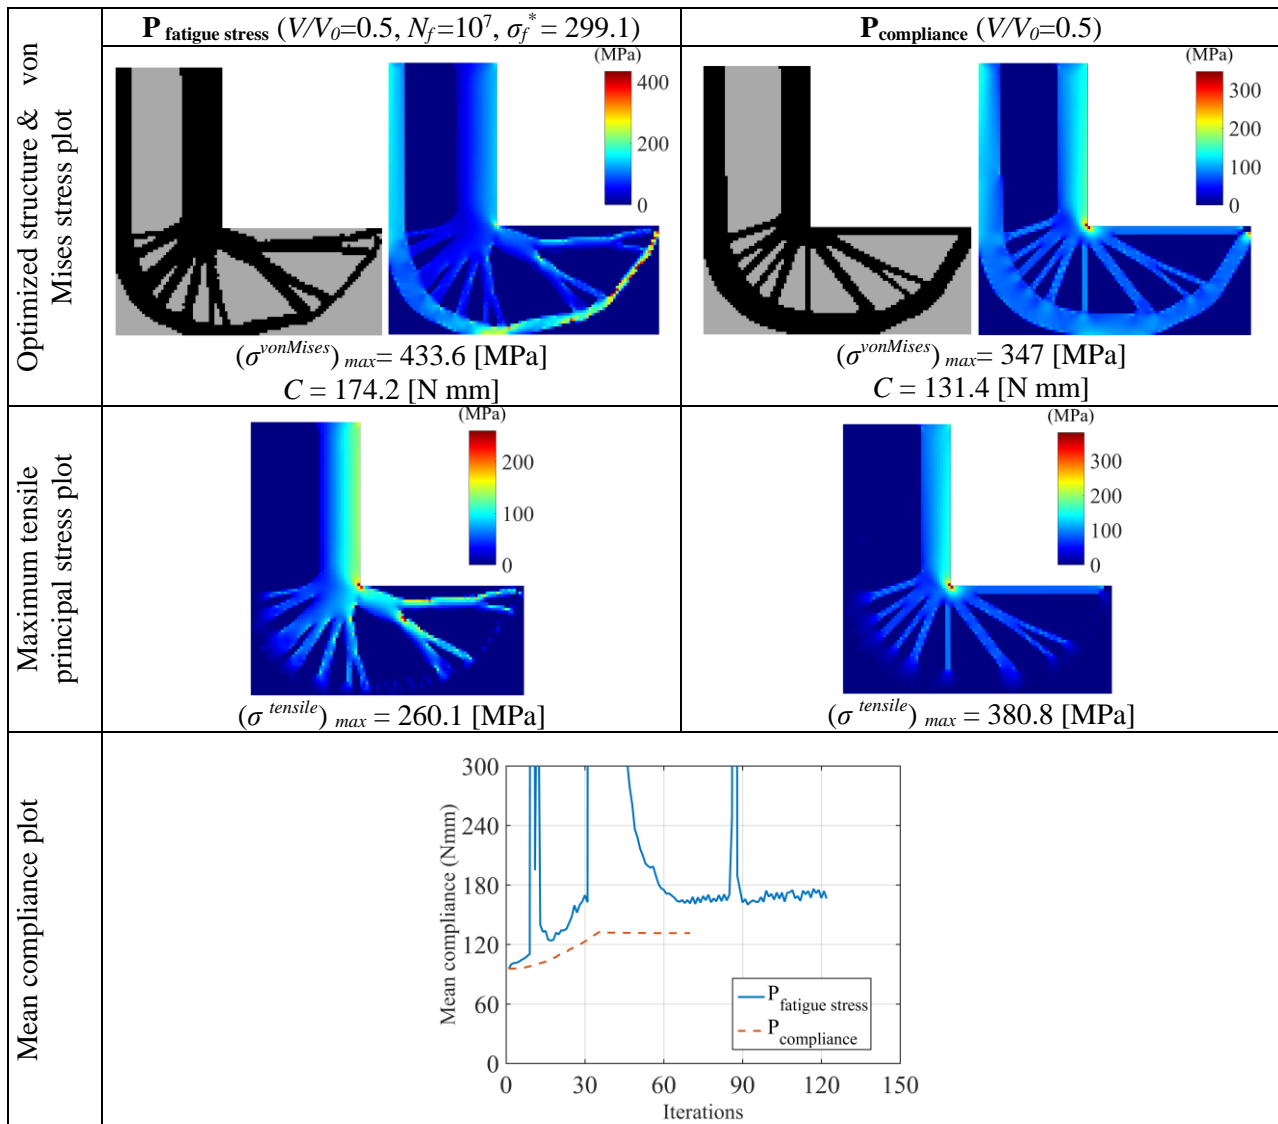 P fatigue stress (V/V0=0.5, Nf=10^7, σf* = 299.1)
Pcompliance (V/V0=0.5)
Optimized structure & von
Mises stress plot
(MPa)
400
200
0
(MPa)
300
200
100
0
(σ^vonMises) max= 433.6 [MPa]
C = 174.2 [N mm]
(σ^vonMises) max= 347 [MPa]
C = 131.4 [N mm]
Maximum tensile
principal stress plot
(MPa)
200
100
0
(MPa)
300
200
100
0
(σ^tensile) max = 260.1 [MPa]
(σ^tensile) max = 380.8 [MPa]
Mean compliance plot
Mean compliance (Nmm)
300
240
180
120
60
0
0 30 60 90 120 150
Iterations
P fatigue stress
P compliance